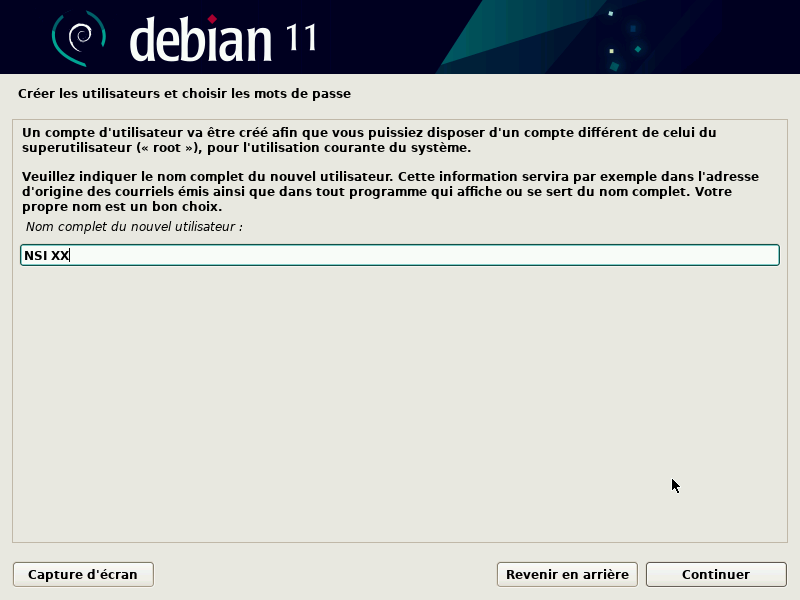 debian 11
Créer les utilisateurs et choisir les mots de passe
Un compte d'utilisateur va être créé afin que vous puissiez disposer d'un compte différent de celui du
superutilisateur (« root »), pour l'utilisation courante du système.
Veuillez indiquer le nom complet du nouvel utilisateur. Cette information servira par exemple dans l'adresse
d'origine des courriels émis ainsi que dans tout programme qui affiche ou se sert du nom complet. Votre
propre nom est un bon choix.
Nom complet du nouvel utilisateur :
NSI XX
Capture d'écran
Revenir en arrière
Continuer